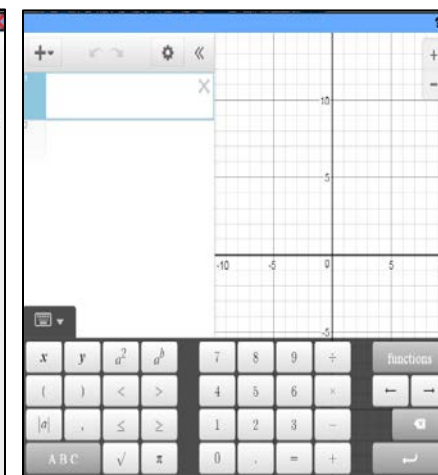 10
5
-10 -5 0 5
-5
x y a² aᵇ 7 8 9 ÷ functions
( ) < > 4 5 6 × ← →
|a| , ≤ ≥ 1 2 3 −
A B C √ π 0 . = +